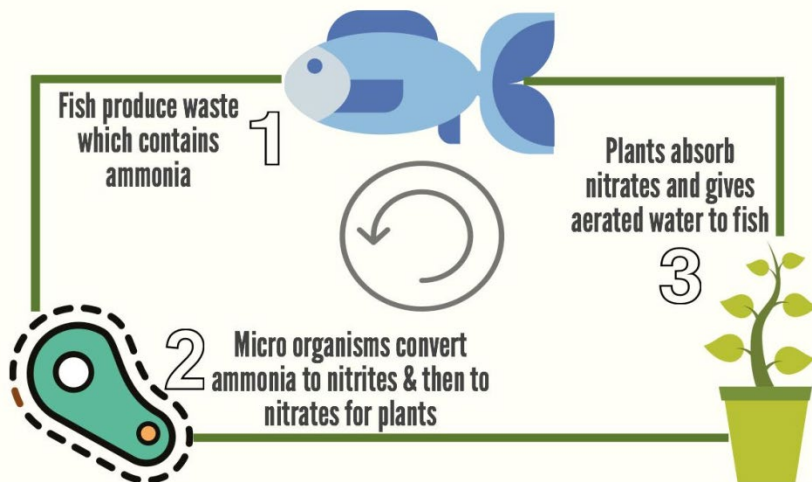 Fish produce waste
which contains
ammonia
1
2
Micro organisms convert
ammonia to nitrites & then to
nitrates for plants
Plants absorb
nitrates and gives
aerated water to fish
3